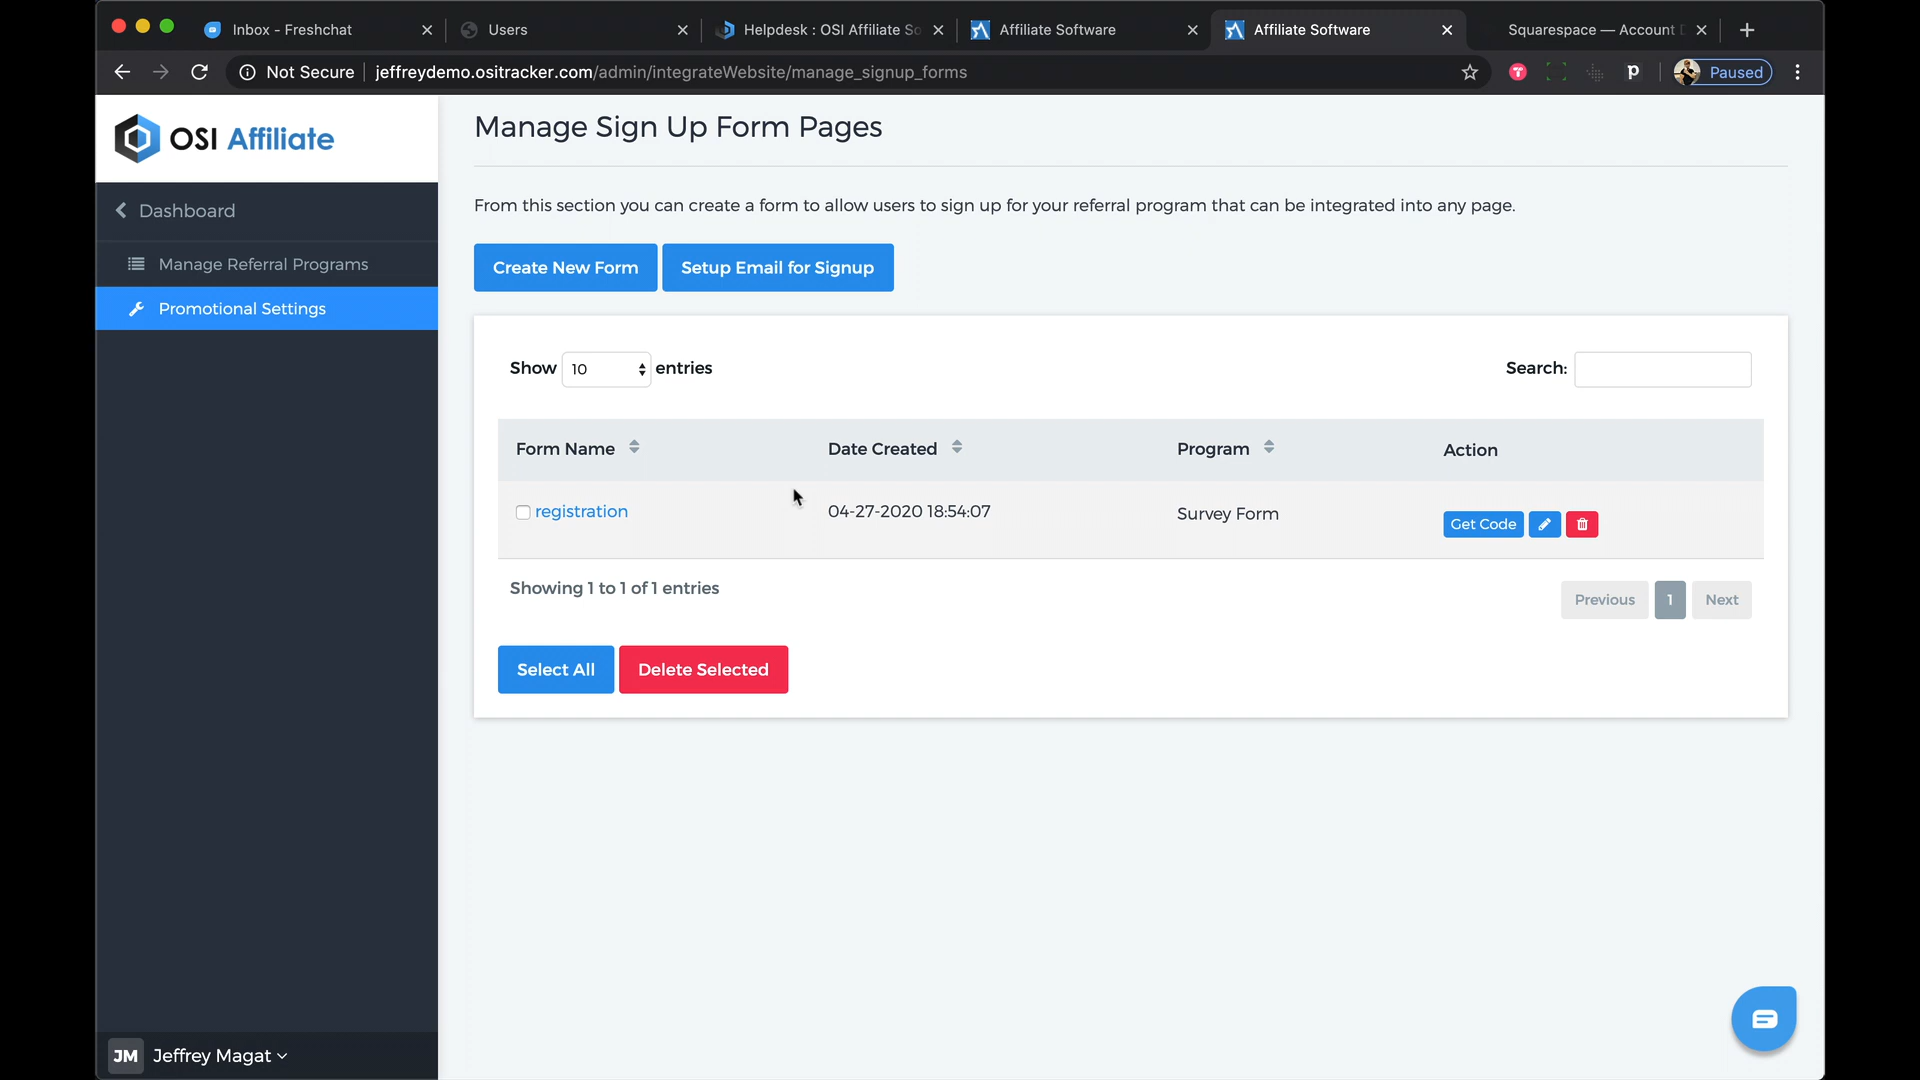 Inbox - Freshchat
Users
Helpdesk : OSI Affiliate So
Affiliate Software
Affiliate Software
Squarespace — Account D
Not Secure
jeffreydemo.ositracker.com/admin/integrateWebsite/manage_signup_forms
Paused
OSI Affiliate
Dashboard
Manage Referral Programs
Promotional Settings
JM Jeffrey Magat
Manage Sign Up Form Pages
From this section you can create a form to allow users to sign up for your referral program that can be integrated into any page.
Create New Form
Setup Email for Signup
Show 10 entries
Search:
Form Name
Date Created
Program
Action
registration
04-27-2020 18:54:07
Survey Form
Get Code
Showing 1 to 1 of 1 entries
Previous 1 Next
Select All
Delete Selected